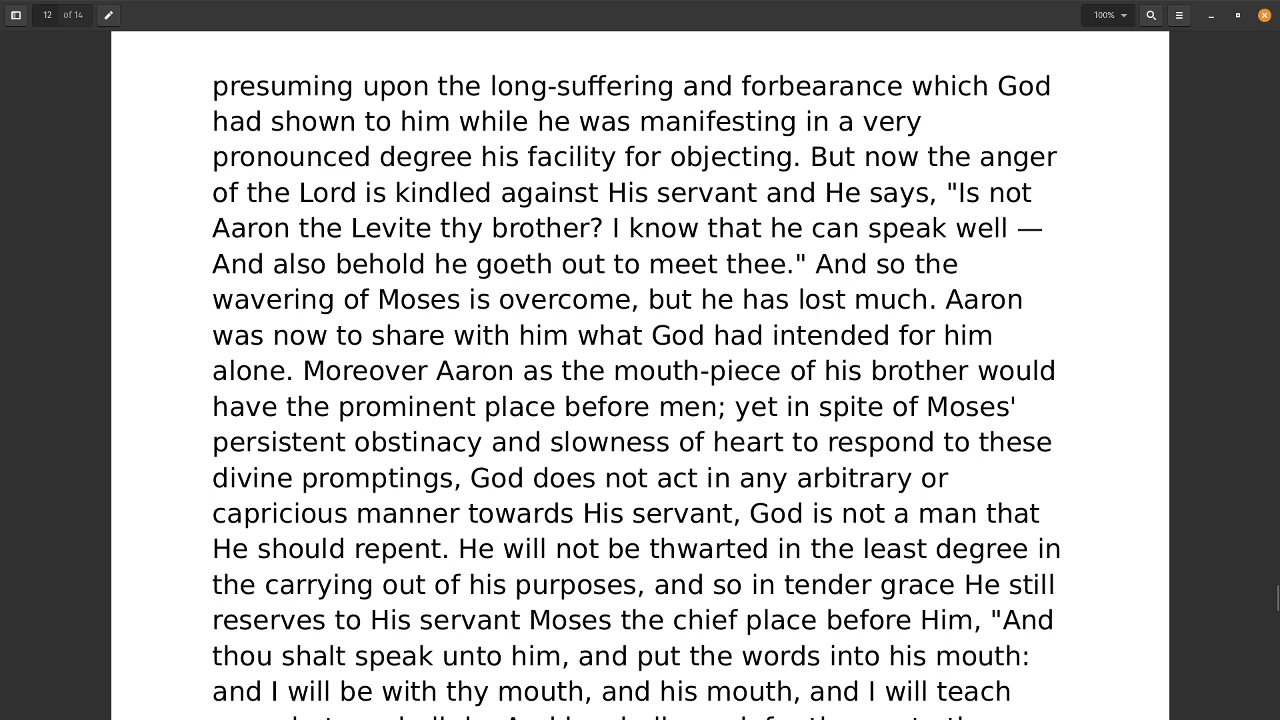 12 of 14
100%
presuming upon the long-suffering and forbearance which God
had shown to him while he was manifesting in a very
pronounced degree his facility for objecting. But now the anger
of the Lord is kindled against His servant and He says, "Is not
Aaron the Levite thy brother? I know that he can speak well —
And also behold he goeth out to meet thee." And so the
wavering of Moses is overcome, but he has lost much. Aaron
was now to share with him what God had intended for him
alone. Moreover Aaron as the mouth-piece of his brother would
have the prominent place before men; yet in spite of Moses'
persistent obstinacy and slowness of heart to respond to these
divine promptings, God does not act in any arbitrary or
capricious manner towards His servant, God is not a man that
He should repent. He will not be thwarted in the least degree in
the carrying out of his purposes, and so in tender grace He still
reserves to His servant Moses the chief place before Him, "And
thou shalt speak unto him, and put the words into his mouth:
and I will be with thy mouth, and his mouth, and I will teach